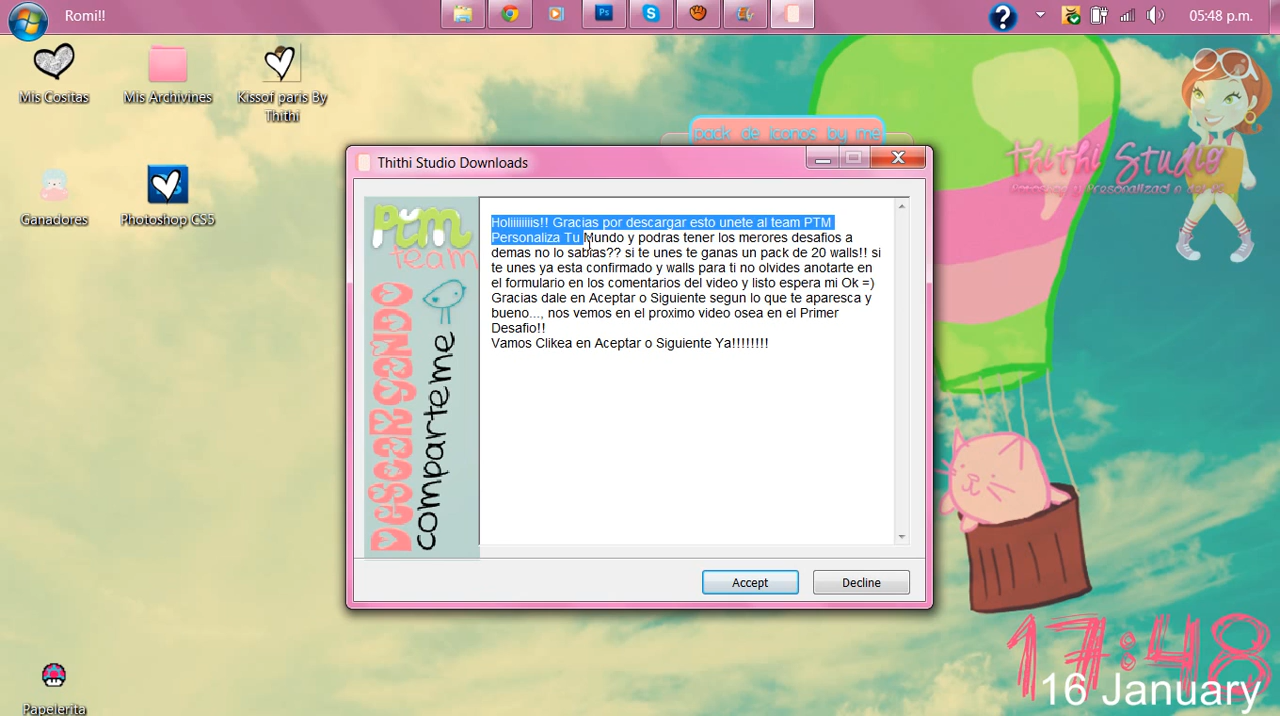 Romi!!
05:48 p.m.
Mis Cositas
Mis Archivines
Kissof paris By
Thithi
Ganadores
Photoshop CS5
Papelerita
pack de iconos by me
Thithi Studio
Thithi Studio Downloads
PTM
team
DESCARGANDO
comparteme
Holiiiiiiiis!! Gracias por descargar esto unete al team PTM
Personaliza Tu Mundo y podras tener los merores desafios a
demas no lo sabias?? si te unes te ganas un pack de 20 walls!! si
te unes ya esta confirmado y walls para ti no olvides anotarte en
el formulario en los comentarios del video y listo espera mi Ok =)
Gracias dale en Aceptar o Siguiente segun lo que te aparesca y
bueno..., nos vemos en el proximo video osea en el Primer
Desafio!!
Vamos Clikea en Aceptar o Siguiente Ya!!!!!!!!
Accept
Decline
17:48
16 January